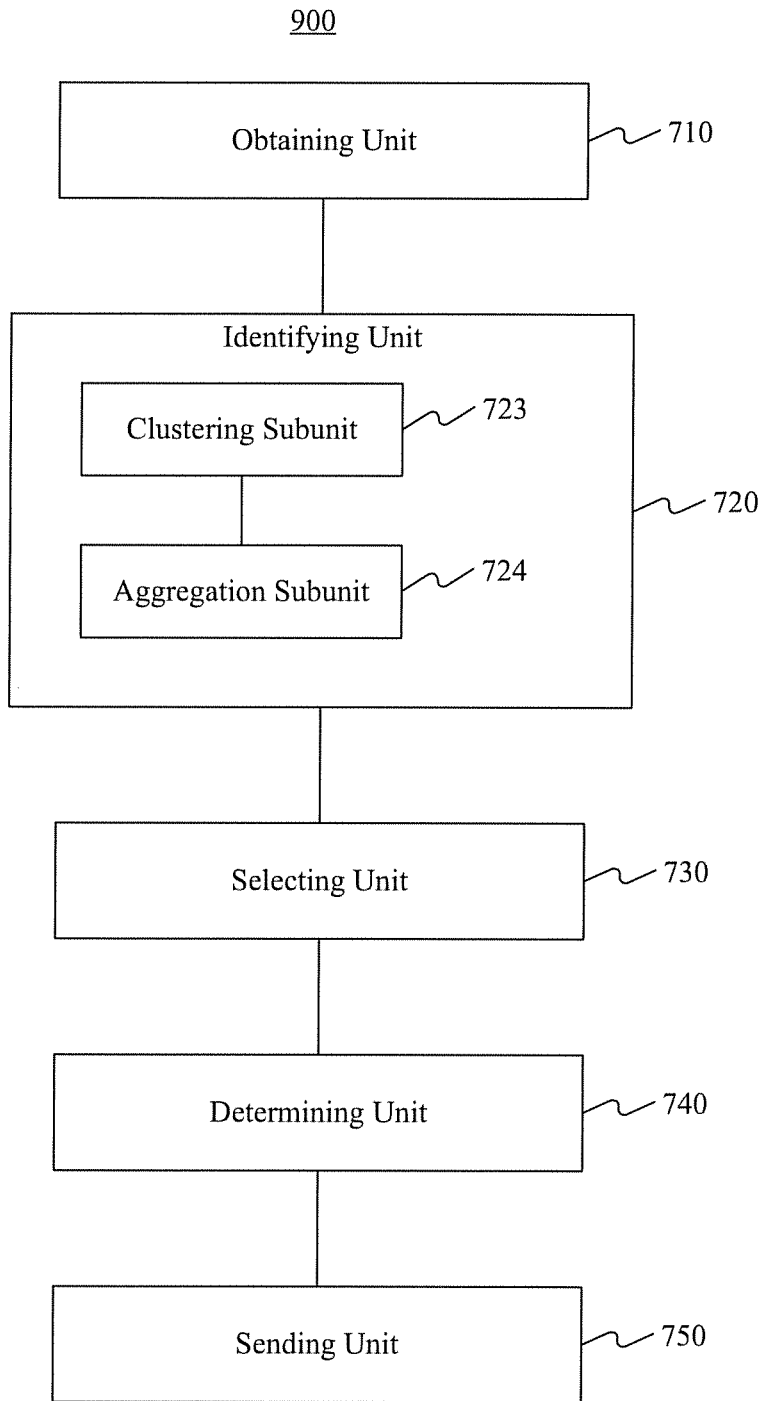 900
Obtaining Unit
710
Identifying Unit
Clustering Subunit
723
720
Aggregation Subunit
724
Selecting Unit
730
Determining Unit
740
Sending Unit
750